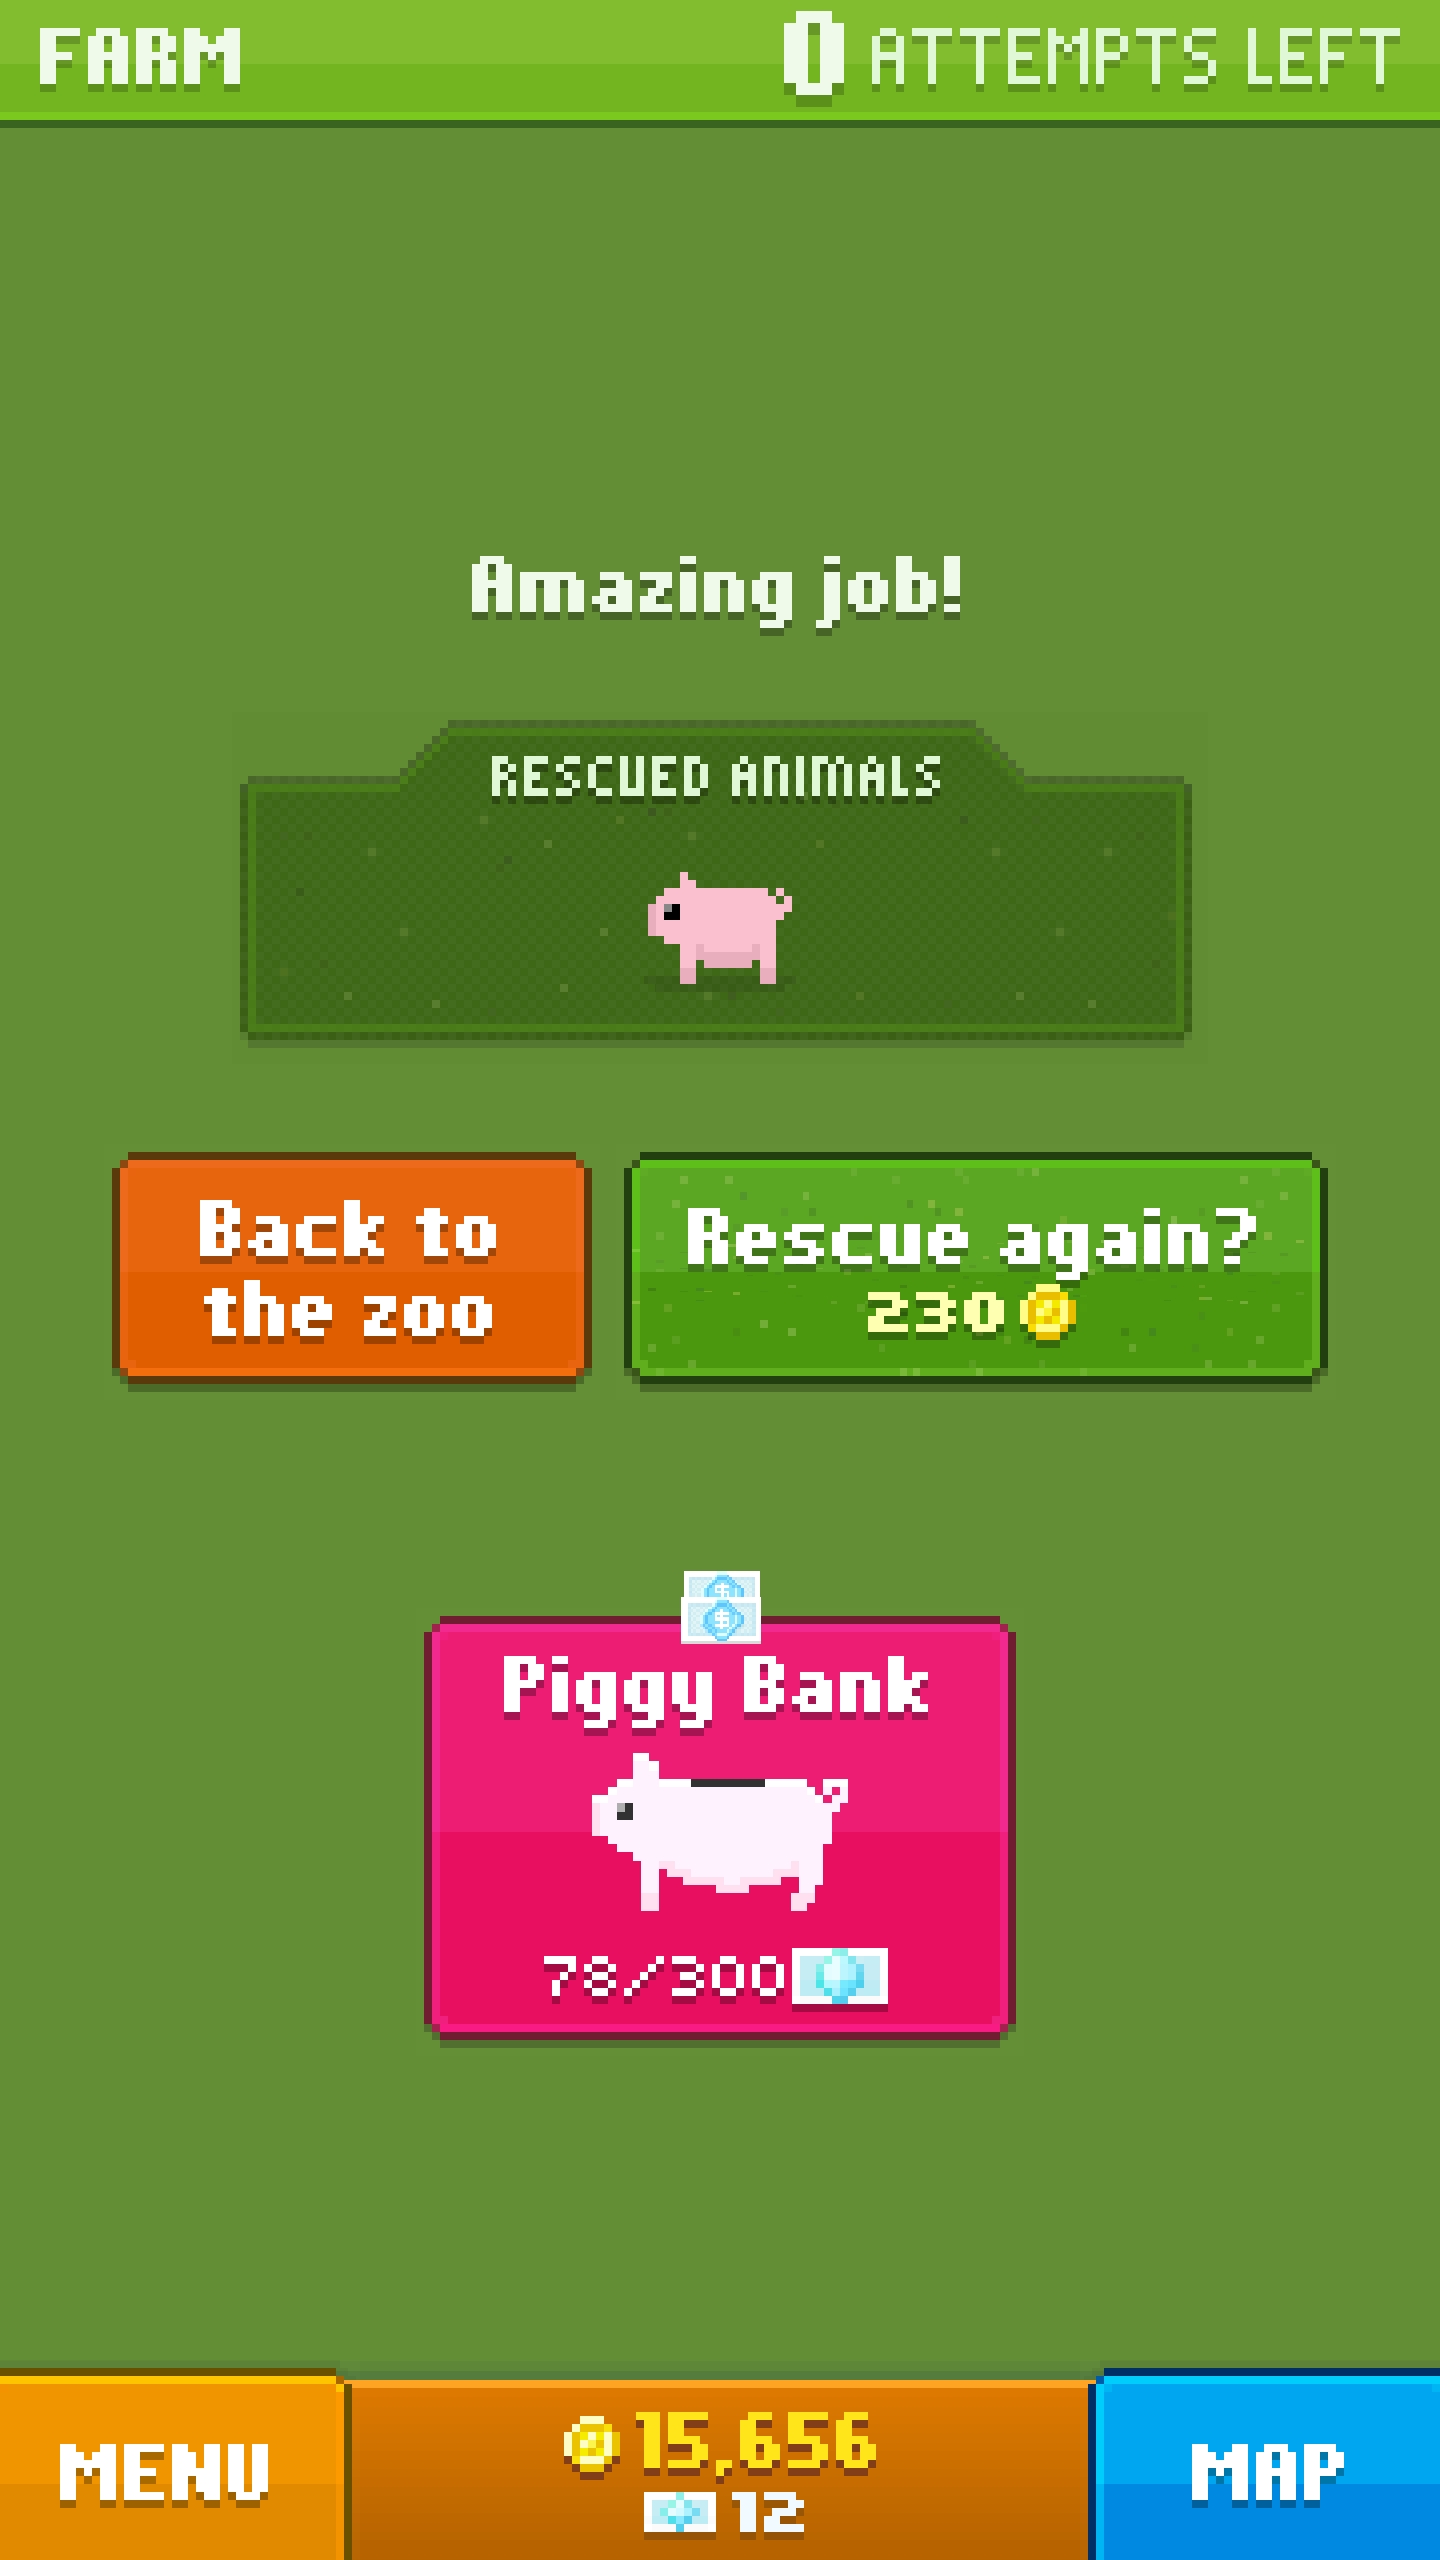 FARM
0 ATTEMPTS LEFT
Amazing job!
RESCUED ANIMALS
Back to
the zoo
Rescue again?
230
Piggy Bank
78/300
MENU
15,656
12
MAP